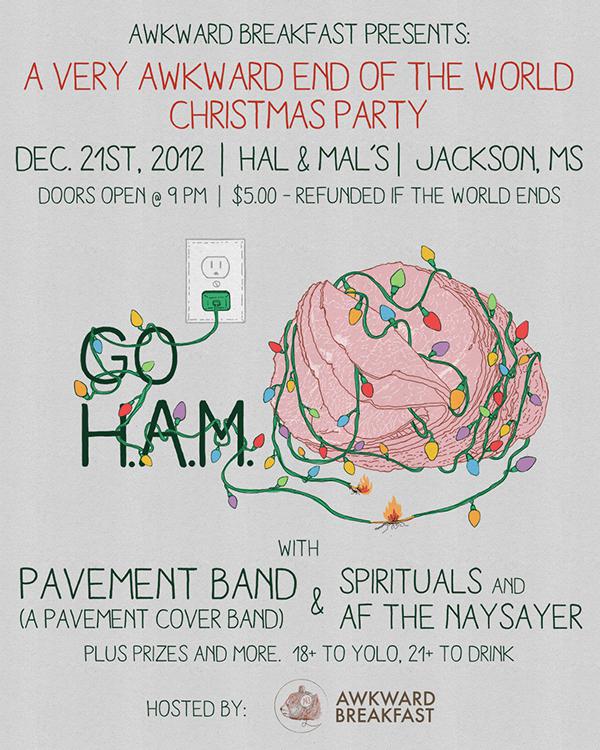 AWKWARD BREAKFAST PRESENTS:
A VERY AWKWARD END OF THE WORLD
CHRISTMAS PARTY
DEC. 21ST, 2012 | HAL & MAL'S | JACKSON, MS
DOORS OPEN @ 9 PM | $5.00 - REFUNDED IF THE WORLD ENDS
GO
H.A.M.
WITH
PAVEMENT BAND
(A PAVEMENT COVER BAND)
&
SPIRITUALS AND
AF THE NAYSAYER
PLUS PRIZES AND MORE. 18+ TO YOLO, 21+ TO DRINK
HOSTED BY:
AWKWARD
BREAKFAST